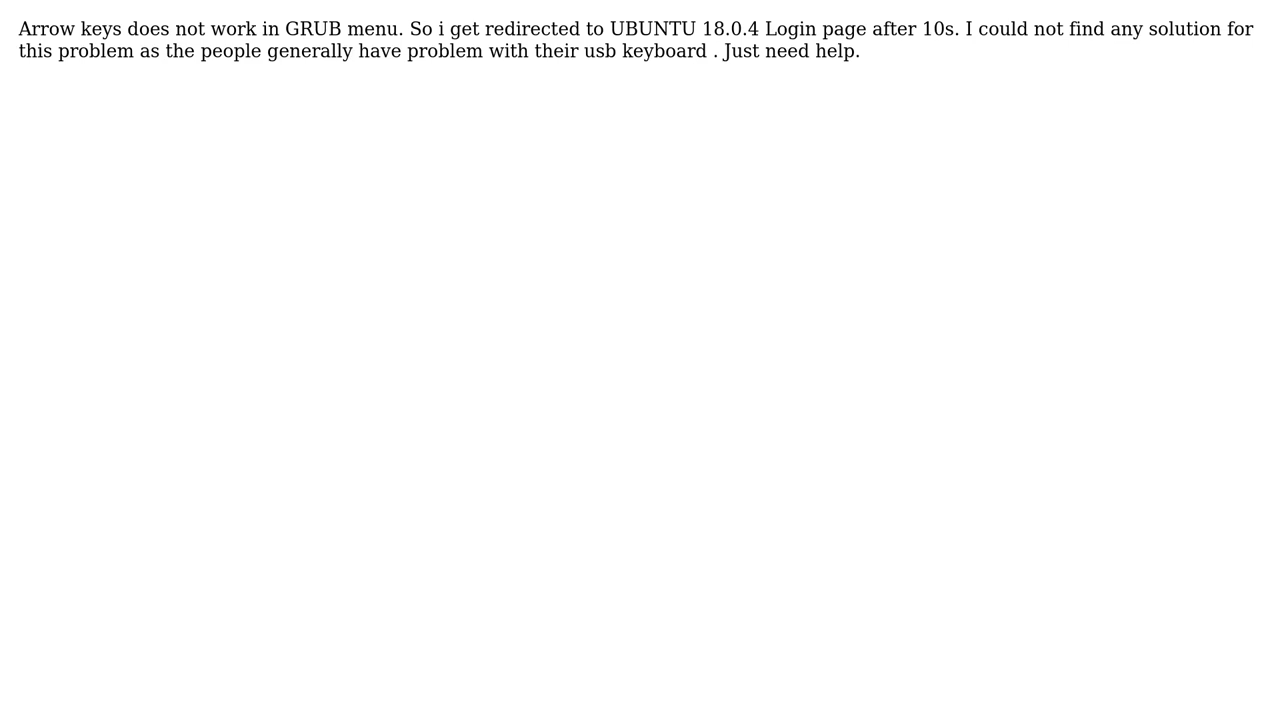 Arrow keys does not work in GRUB menu. So i get redirected to UBUNTU 18.0.4 Login page after 10s. I could not find any solution for
this problem as the people generally have problem with their usb keyboard . Just need help.